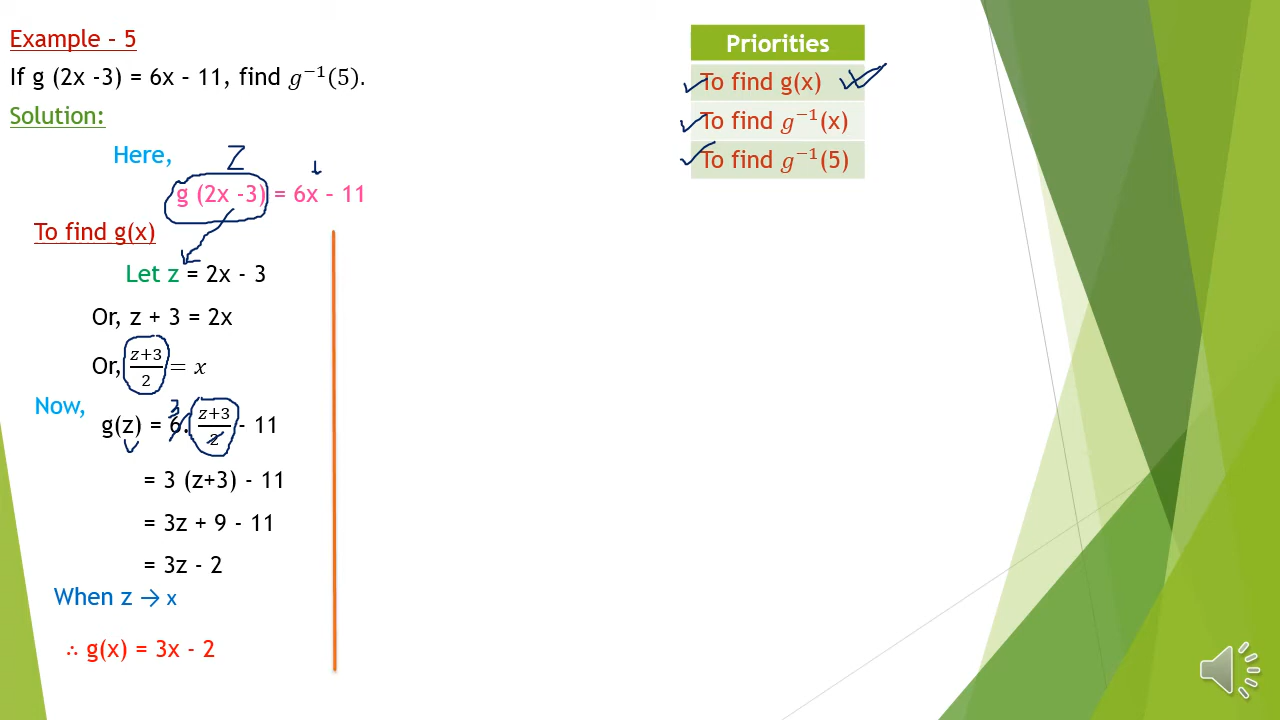 Example – 5
If g (2x -3) = 6x – 11, find g⁻¹(5).
Solution:
Here,
Z
g (2x -3) = 6x – 11
To find g(x)
Let z = 2x - 3
Or, z + 3 = 2x
Or, (z+3)/2 = x
Now,
3
g(z) = 6. (z+3)/2 - 11
= 3 (z+3) - 11
= 3z + 9 - 11
= 3z - 2
When z → x
∴ g(x) = 3x - 2
Priorities
To find g(x)
To find g⁻¹(x)
To find g⁻¹(5)